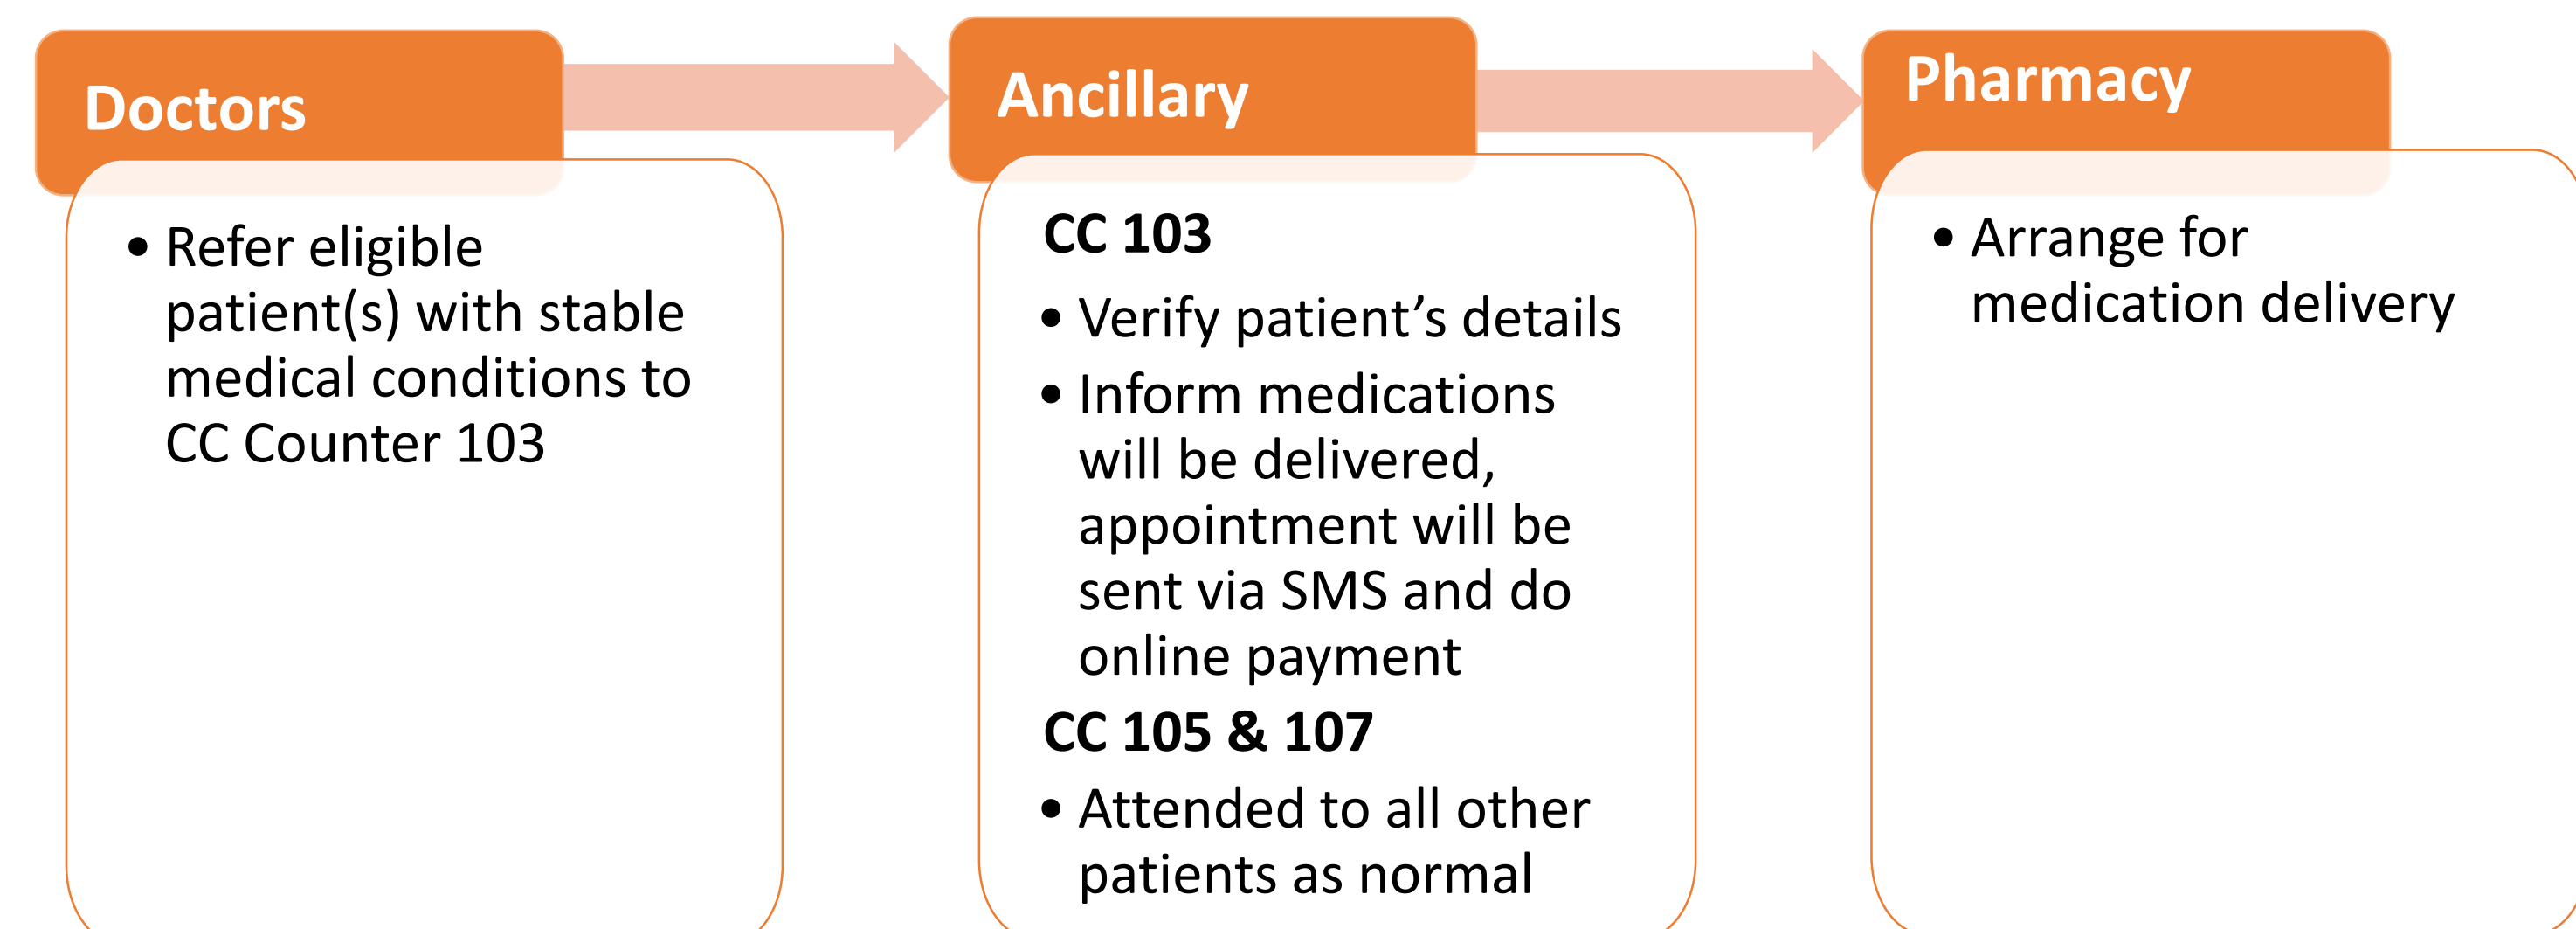 Doctors
• Refer eligible
patient(s) with stable
medical conditions to
CC Counter 103
Ancillary
CC 103
• Verify patient’s details
• Inform medications
will be delivered,
appointment will be
sent via SMS and do
online payment
CC 105 & 107
• Attended to all other
patients as normal
Pharmacy
• Arrange for
medication delivery